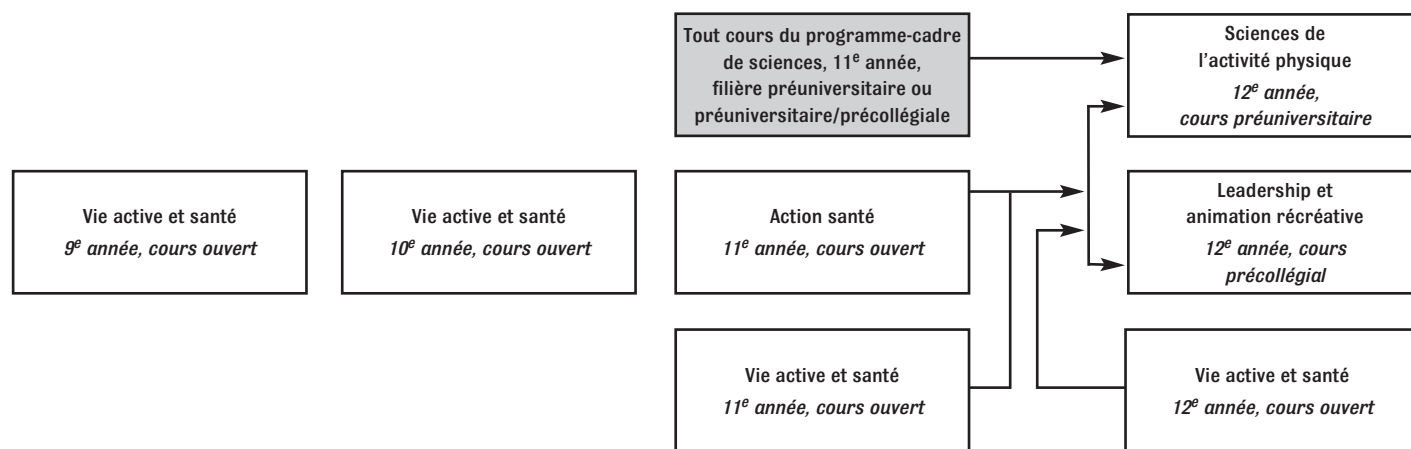 Tout cours du programme-cadre
de sciences, 11e année,
filière préuniversitaire ou
préuniversitaire/précollégiale
Sciences de
l'activité physique
12e année,
cours préuniversitaire
Vie active et santé
9e année, cours ouvert
Vie active et santé
10e année, cours ouvert
Action santé
11e année, cours ouvert
Leadership et
animation récréative
12e année, cours
précollégial
Vie active et santé
11e année, cours ouvert
Vie active et santé
12e année, cours ouvert